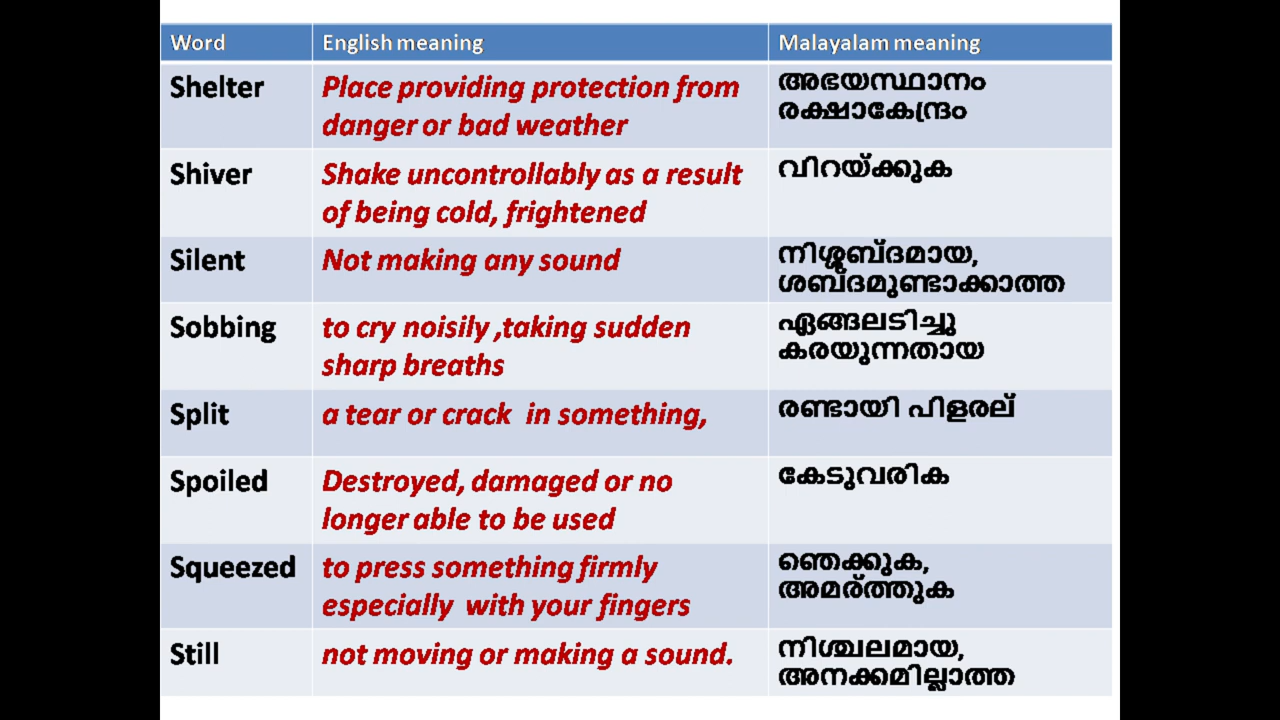 Word English meaning Malayalam meaning
Shelter Place providing protection from അഭയസ്ഥാനം
danger or bad weather രക്ഷാകേന്ദ്രം
Shiver Shake uncontrollably as a result വിറയ്ക്കുക
of being cold, frightened
Silent Not making any sound നിശ്ശബ്ദമായ,
ശബ്ദമുണ്ടാക്കാത്ത
Sobbing to cry noisily ,taking sudden ഏങ്ങലടിച്ചു
sharp breaths കരയുന്നതായ
Split a tear or crack in something, രണ്ടായി പിളരല്
Spoiled Destroyed, damaged or no കേടുവരിക
longer able to be used
Squeezed to press something firmly ഞെക്കുക,
especially with your fingers അമര്ത്തുക
Still not moving or making a sound. നിശ്ചലമായ,
അനക്കമില്ലാത്ത